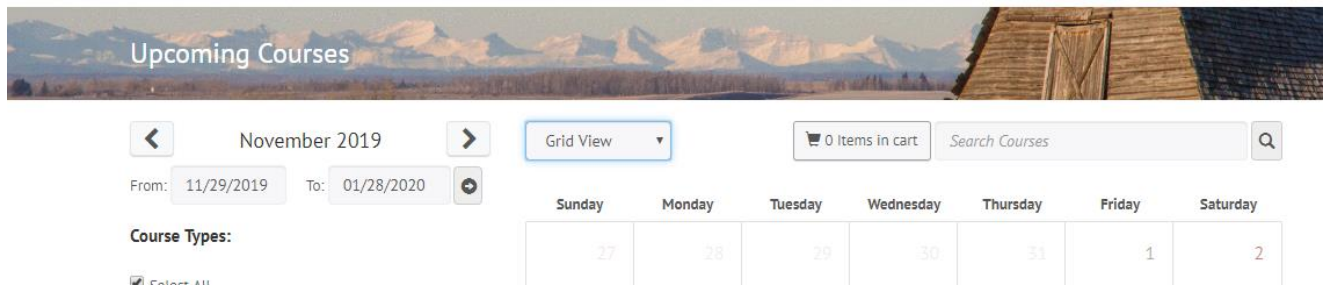 Upcoming Courses
November 2019
From: 11/29/2019 To: 01/28/2020
Course Types:
Select All
Grid View
0 Items in cart
Search Courses
Sunday Monday Tuesday Wednesday Thursday Friday Saturday
27 28 29 30 31 1 2